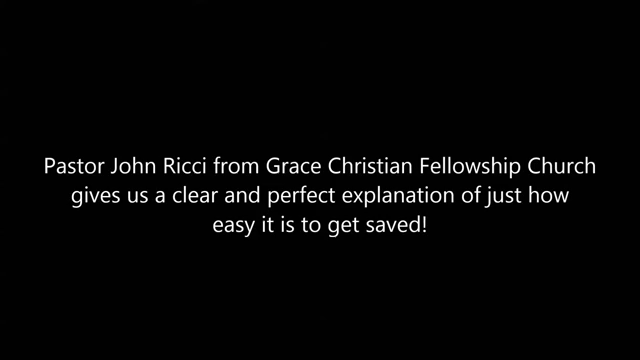 Pastor John Ricci from Grace Christian Fellowship Church
gives us a clear and perfect explanation of just how
easy it is to get saved!